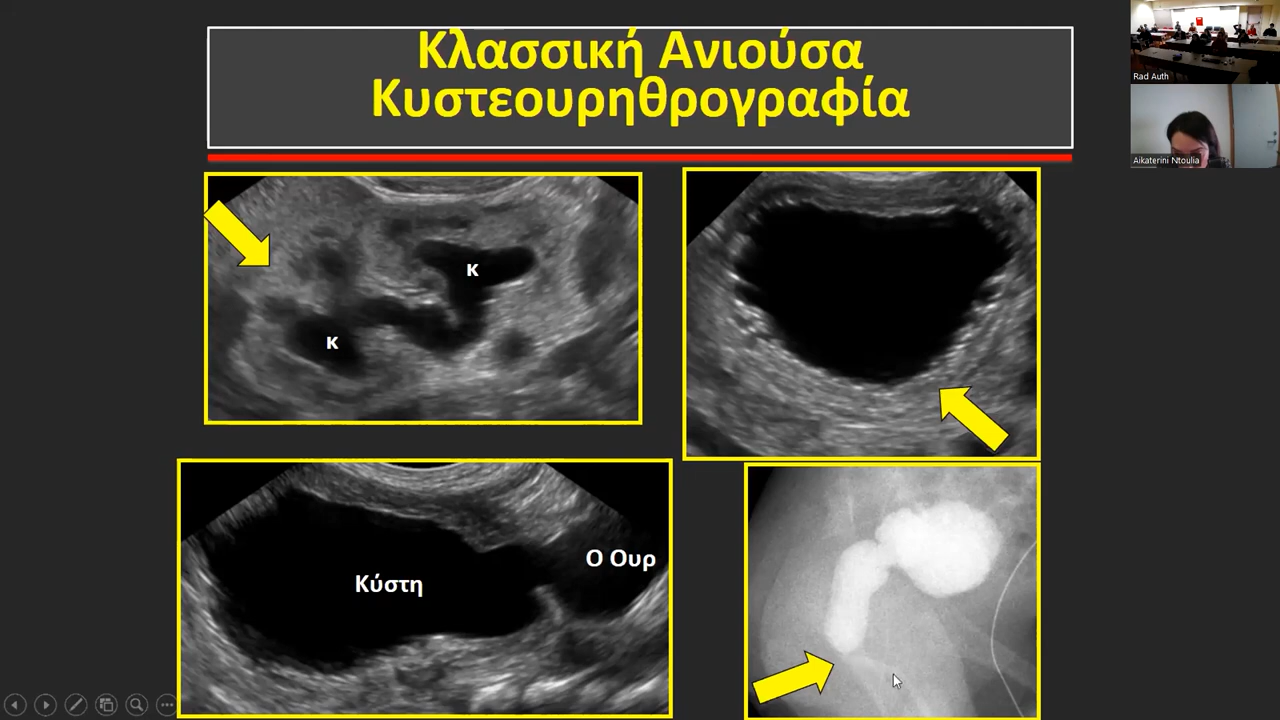 Κλασσική Ανιούσα
Κυστεουρηθρογραφία
Rad Auth
Aikaterini Ntoulia
κ
κ
Κύστη
Ο Ουρ